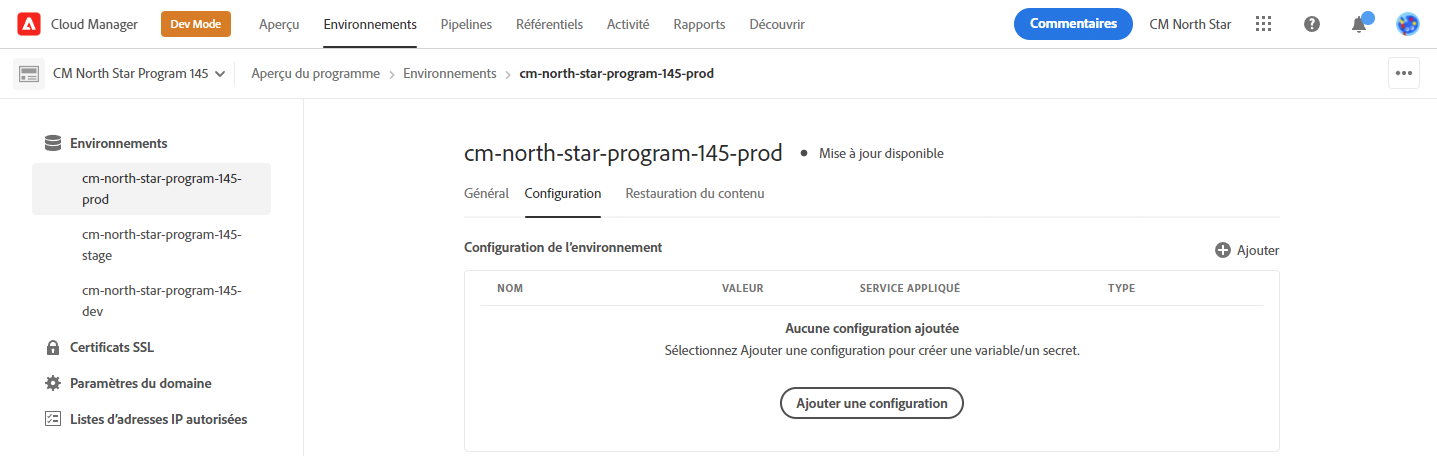 Cloud Manager Dev Mode Aperçu Environnements Pipelines Référentiels Activité Rapports Découvrir Commentaires CM North Star
CM North Star Program 145 Aperçu du programme Environnements cm-north-star-program-145-prod
Environnements
cm-north-star-program-145-
prod
cm-north-star-program-145-
stage
cm-north-star-program-145-
dev
Certificats SSL
Paramètres du domaine
Listes d’adresses IP autorisées
cm-north-star-program-145-prod Mise à jour disponible
Général Configuration Restauration du contenu
Configuration de l’environnement Ajouter
NOM VALEUR SERVICE APPLIQUÉ TYPE
Aucune configuration ajoutée
Sélectionnez Ajouter une configuration pour créer une variable/un secret.
Ajouter une configuration